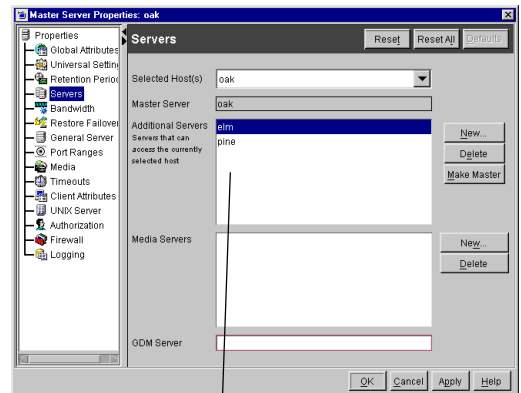 Master Server Properties: oak
Properties
Global Attributes
Universal Settin
Retention Period
Servers
Bandwidth
Restore Failover
General Server
Port Ranges
Media
Timeouts
Client Attributes
UNIX Server
Authorization
Firewall
Logging
Servers
Reset
Reset All
Defaults
Selected Host(s)
oak
Master Server
oak
Additional Servers
Servers that can
access the currently
selected host
elm
pine
New...
Delete
Make Master
Media Servers
New...
Delete
GDM Server
OK
Cancel
Apply
Help